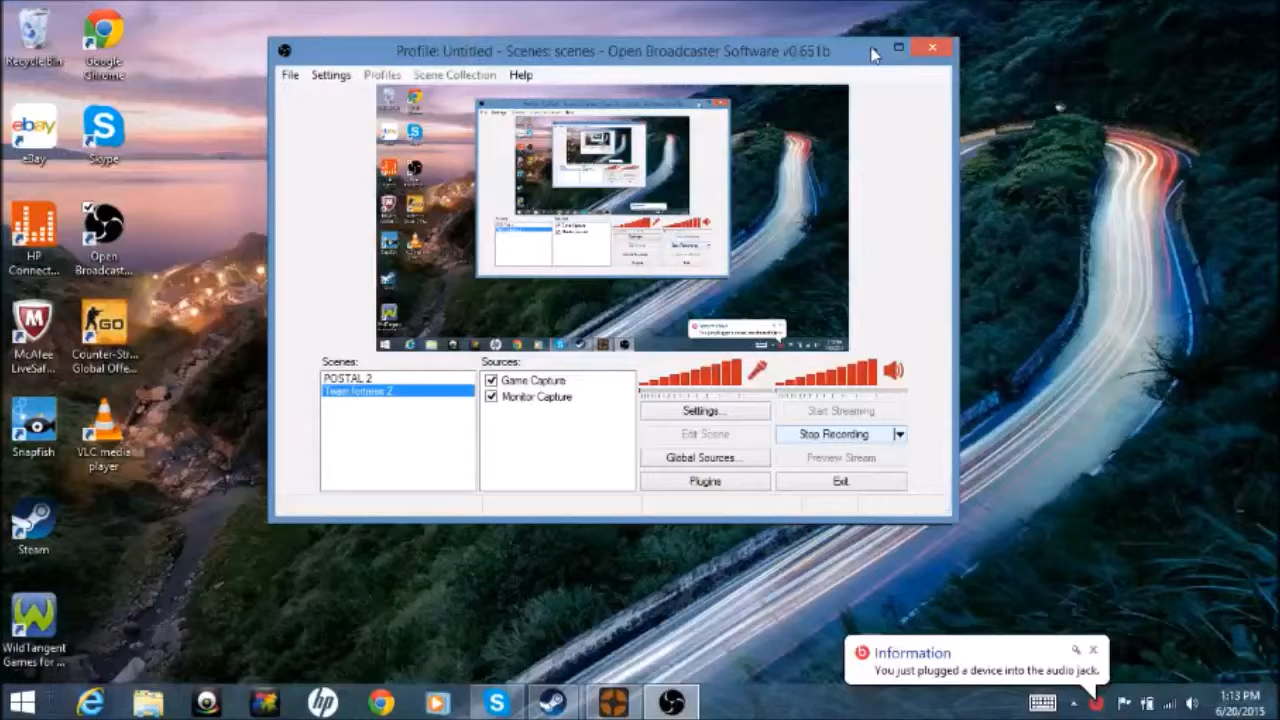 Recycle Bin
Google
Chrome
eBay
Skype
HP
Connect...
Open
Broadcast...
McAfee
LiveSaf...
Counter-Str...
Global Offe...
Snapfish
VLC media
player
Steam
WildTangent
Games for ...
Profile: Untitled - Scenes: scenes - Open Broadcaster Software v0.651b
File Settings Profiles Scene Collection Help
Scenes:
POSTAL 2
Team fortress 2
Sources:
Game Capture
Monitor Capture
Settings...
Start Streaming
Edit Scene
Stop Recording
Global Sources...
Preview Stream
Plugins
Exit
Information
You just plugged a device into the audio jack.
1:13 PM
6/20/2015